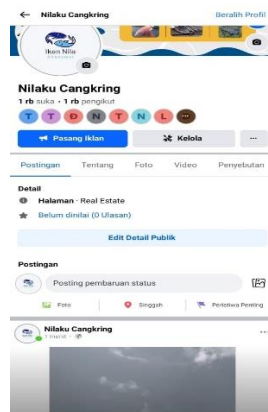 Nilaku Cangkring
Beralih Profil
Ikon Nila
Nilaku Cangkring
1 rb suka • 1 rb pengikut
T T D N T N L
Pasang Iklan
Kelola
Postingan Tentang Foto Video Penyebutan
Detail
Halaman · Real Estate
Belum dinilai (0 Ulasan)
Edit Detail Publik
Postingan
Posting pembaruan status
Foto
Singgah
Peristiwa Penting
Nilaku Cangkring
1 menit